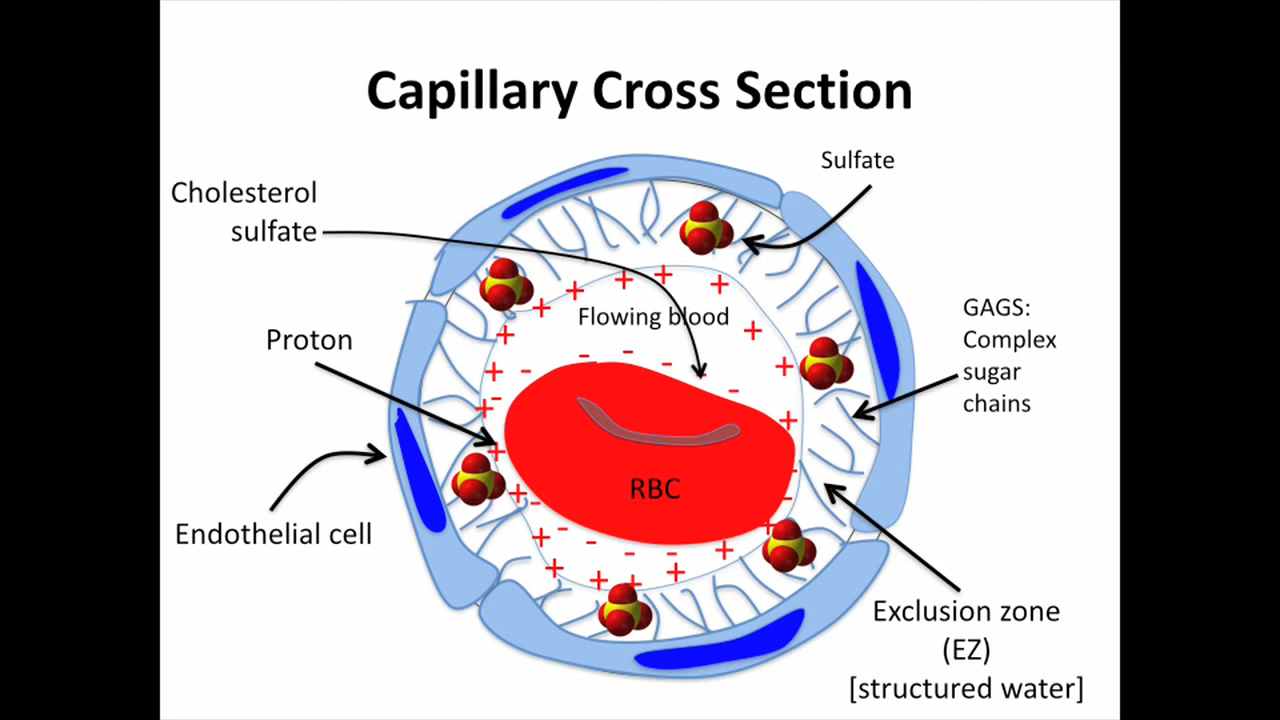 Capillary Cross Section
Sulfate
Cholesterol
sulfate
GAGS:
Complex
sugar
chains
Flowing blood
Proton
RBC
Endothelial cell
Exclusion zone
(EZ)
[structured water]